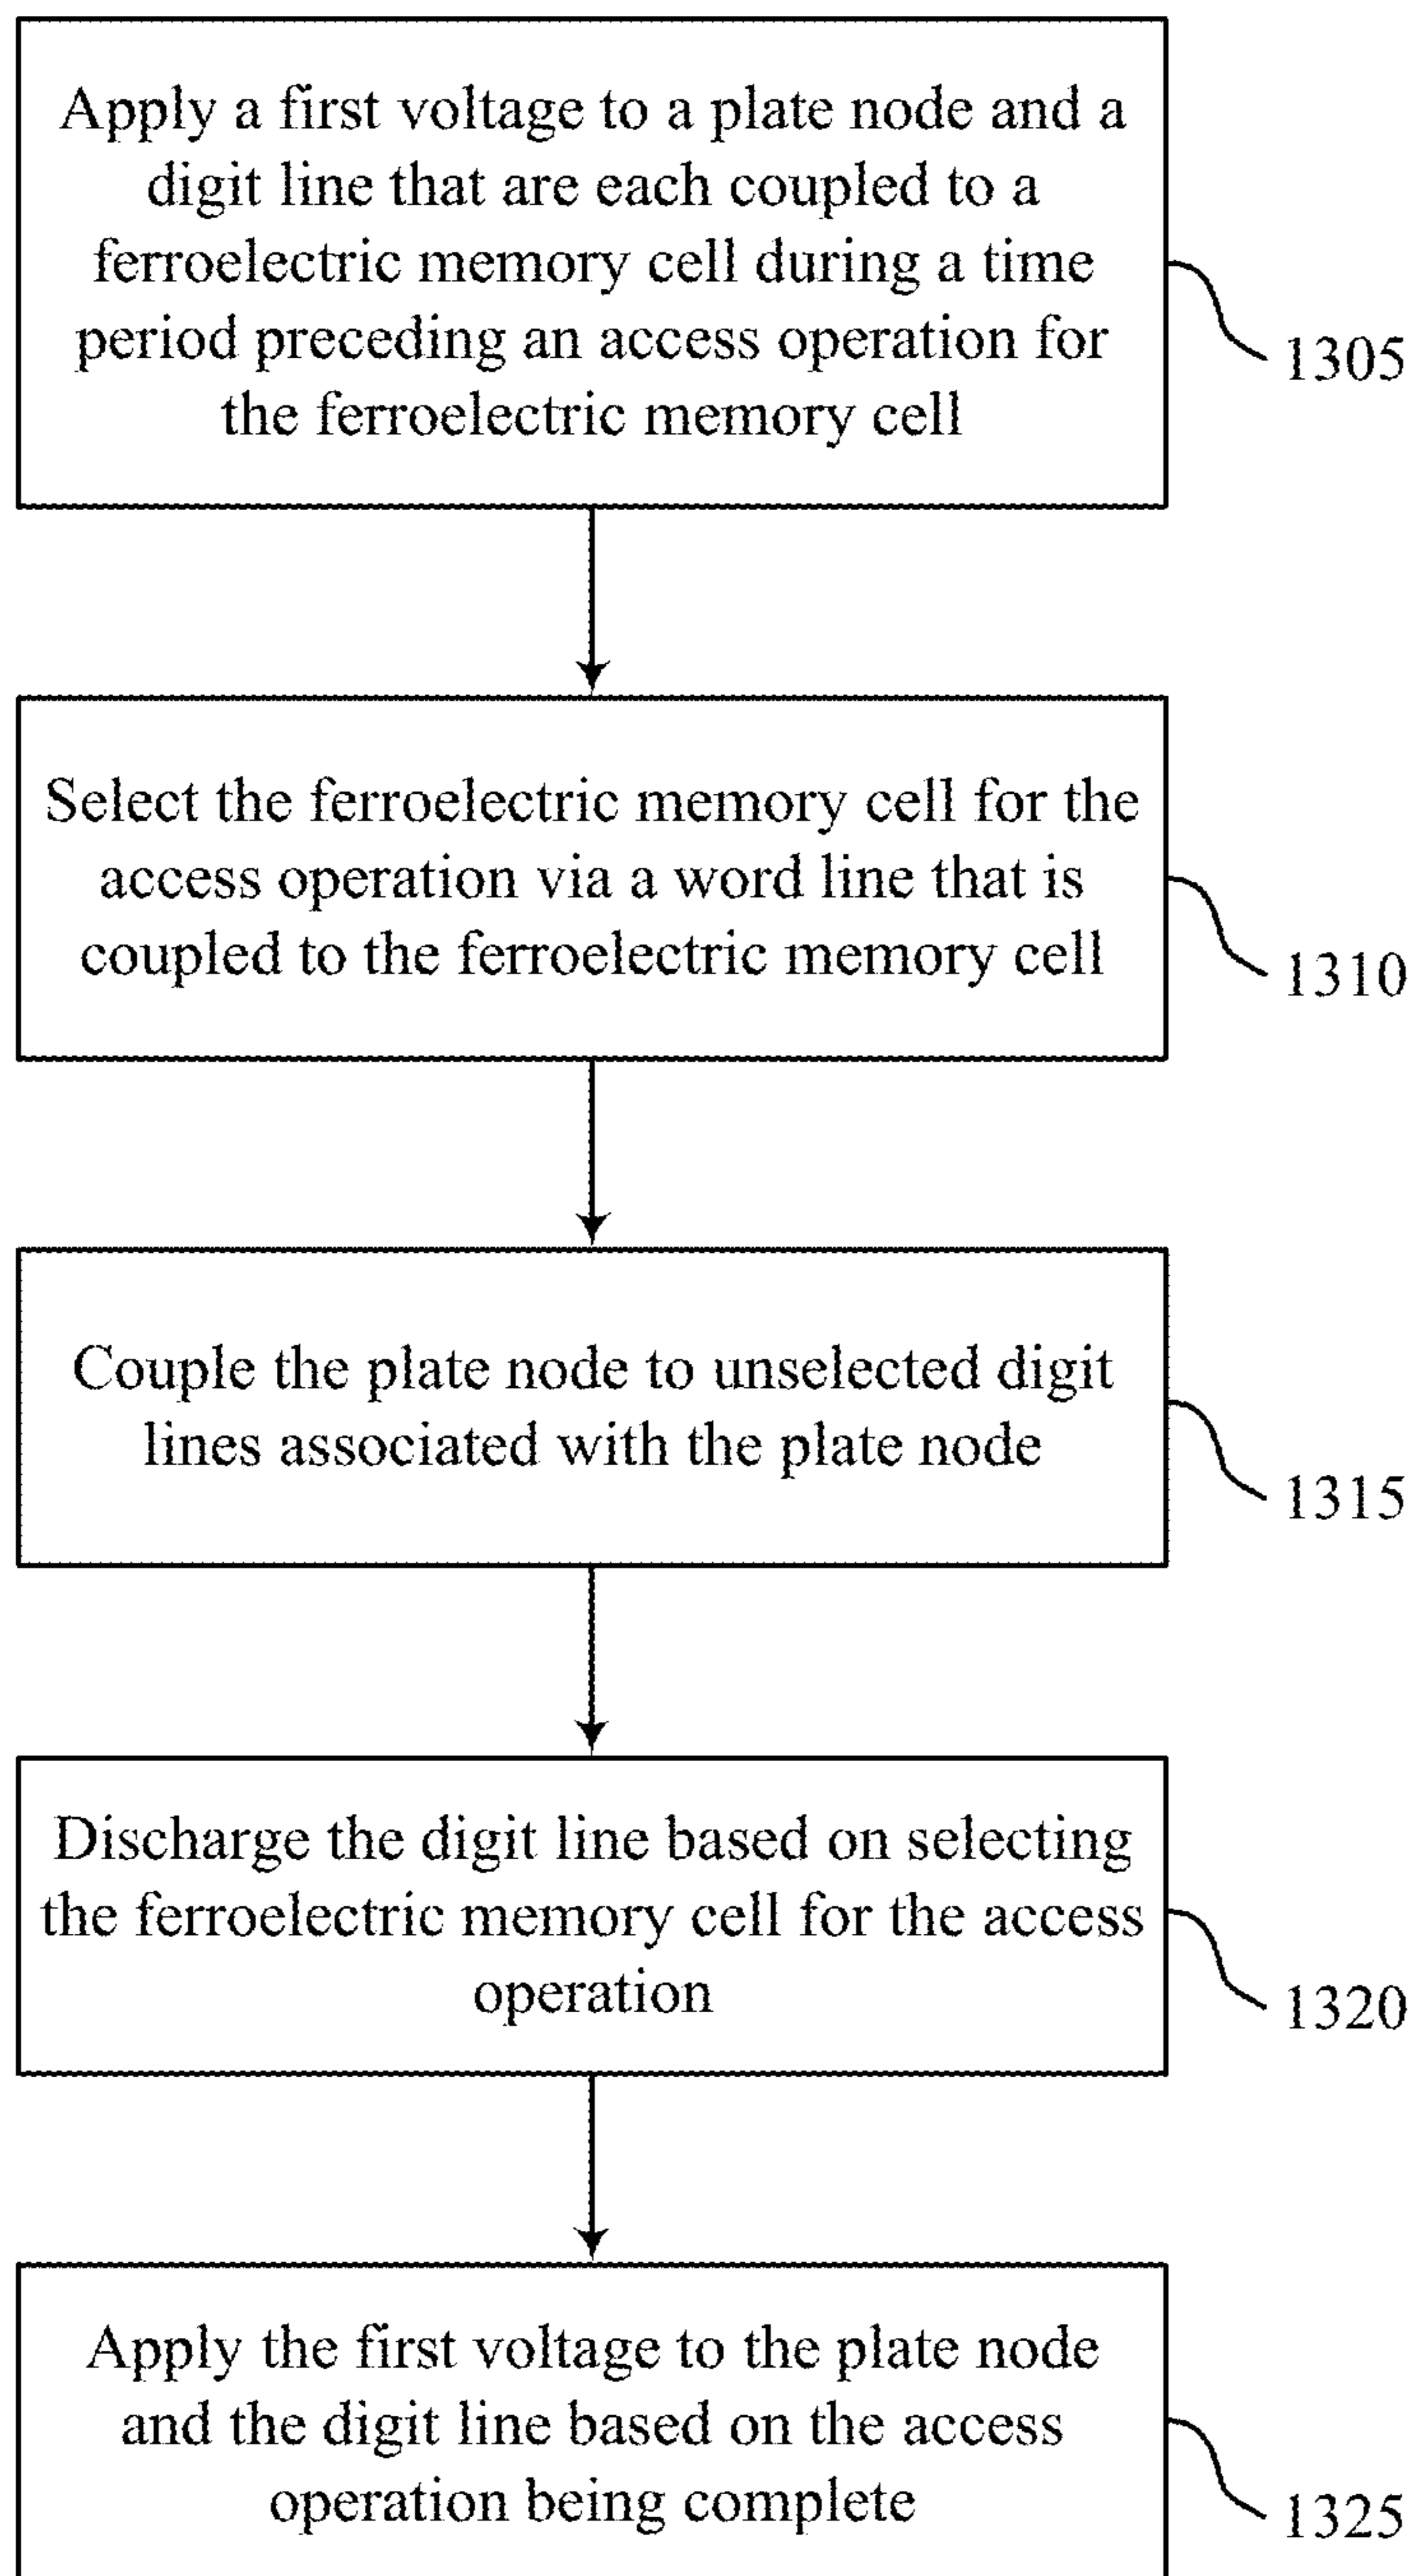 Apply a first voltage to a plate node and a
digit line that are each coupled to a
ferroelectric memory cell during a time
period preceding an access operation for
the ferroelectric memory cell
1305
Select the ferroelectric memory cell for the
access operation via a word line that is
coupled to the ferroelectric memory cell
1310
Couple the plate node to unselected digit
lines associated with the plate node
1315
Discharge the digit line based on selecting
the ferroelectric memory cell for the access
operation
1320
Apply the first voltage to the plate node
and the digit line based on the access
operation being complete
1325